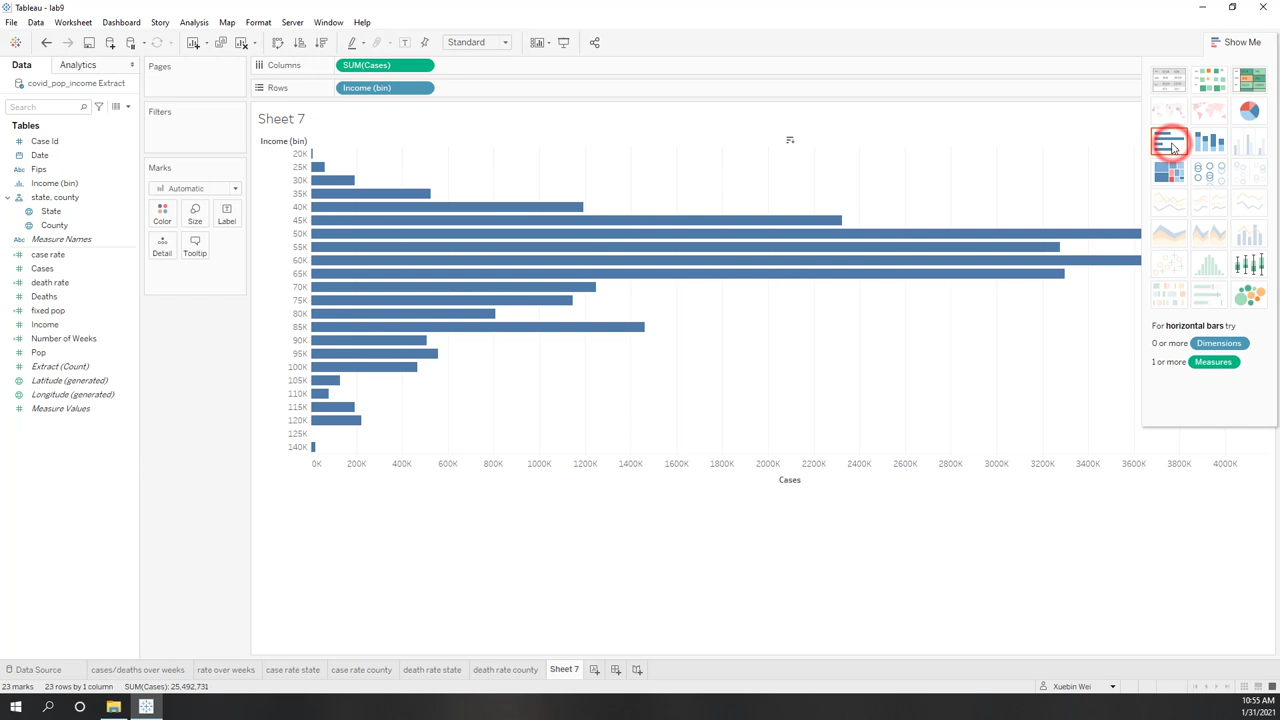 Tableau - lab9
File Data Worksheet Dashboard Story Analysis Map Format Server Window Help
Standard
Show Me
Data Analytics
covid_pop_income Extract
Search
Tables
Case Id
Date
Fips
Income (bin)
state, county
State
County
Abc Measure Names
case rate
Cases
death rate
Deaths
fixed pop
Income
Number of Weeks
Pop
Extract (Count)
Latitude (generated)
Longitude (generated)
Measure Values
Pages
Filters
Marks
Automatic
Color Size Label
Detail Tooltip
Columns SUM(Cases)
Rows Income (bin)
Sheet 7
Income (bin)
20K
25K
30K
35K
40K
45K
50K
55K
60K
65K
70K
75K
80K
85K
90K
95K
100K
105K
110K
115K
120K
125K
140K
0K 200K 400K 600K 800K 1000K 1200K 1400K 1600K 1800K 2000K 2200K 2400K 2600K 2800K 3000K 3200K 3400K 3600K 3800K 4000K
Cases
For horizontal bars try
0 or more Dimensions
1 or more Measures
Data Source cases/deaths over weeks rate over weeks case rate state case rate county death rate state death rate county Sheet 7
23 marks 23 rows by 1 column SUM(Cases): 25,492,731 Xuebin Wei
10:55 AM
1/31/2021